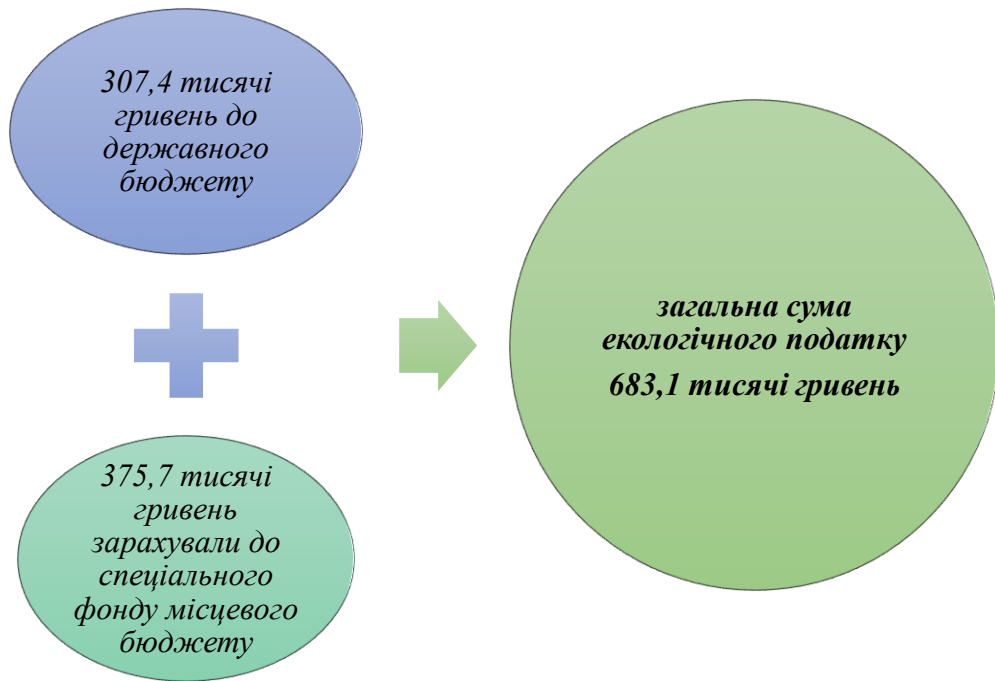 307,4 тисячі
гривень до
державного
бюджету
375,7 тисячі
гривень
зарахували до
спеціального
фонду місцевого
бюджету
загальна сума
екологічного податку
683,1 тисячі гривень